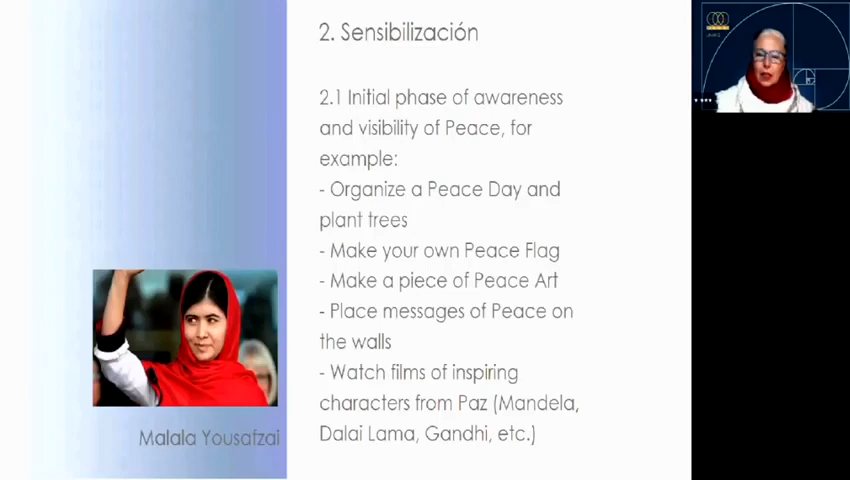 2. Sensibilización
2.1 Initial phase of awareness
and visibility of Peace, for
example:
- Organize a Peace Day and
plant trees
- Make your own Peace Flag
- Make a piece of Peace Art
- Place messages of Peace on
the walls
- Watch films of inspiring
characters from Paz (Mandela,
Dalai Lama, Gandhi, etc.)
Malala Yousafzai